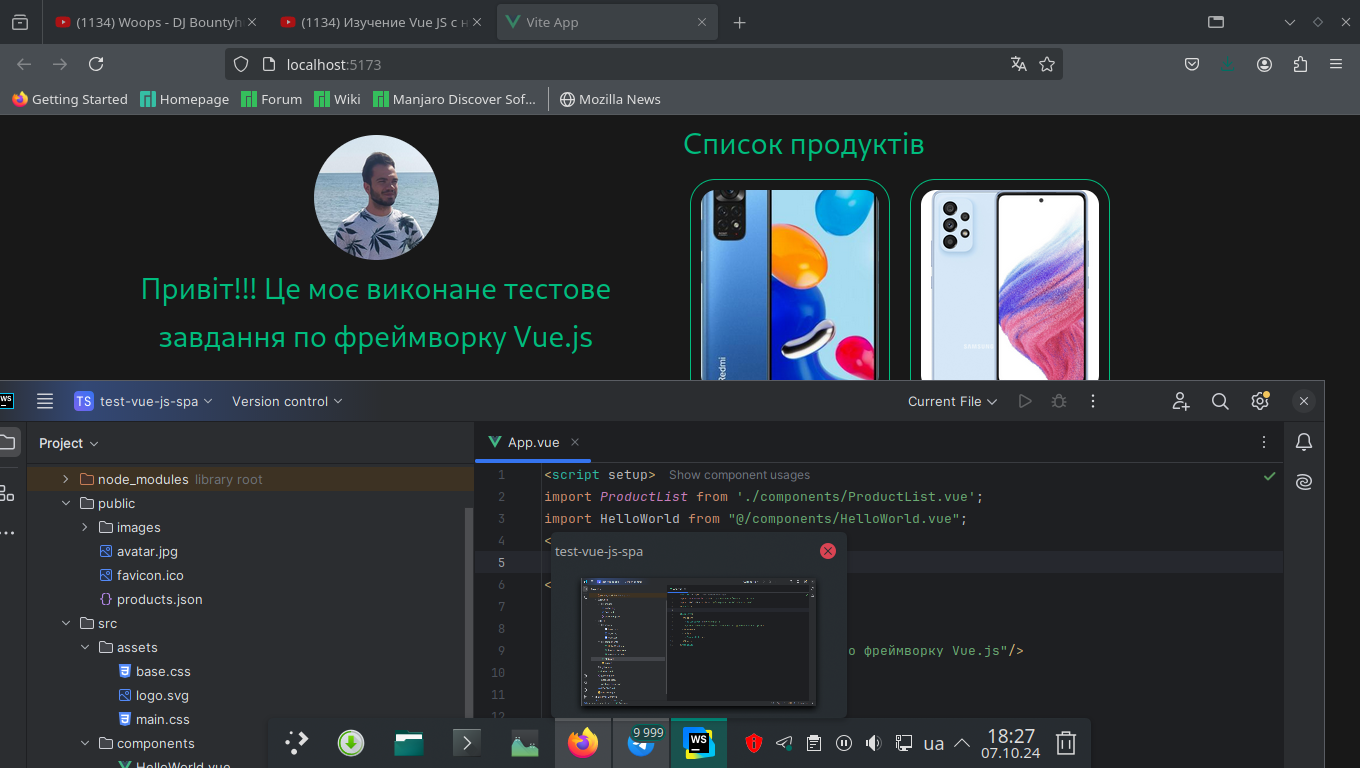 (1134) Woops - DJ Bountyh
(1134) Изучение Vue JS с н
Vite App
localhost:5173
Getting Started
Homepage
Forum
Wiki
Manjaro Discover Sof...
Mozilla News
Список продуктів
Привіт!!! Це моє виконане тестове
завдання по фреймворку Vue.js
Redmi
SAMSUNG
WS
TS test-vue-js-spa
Version control
Current File
Project
App.vue
node_modules library root
public
images
avatar.jpg
favicon.ico
products.json
src
assets
base.css
logo.svg
main.css
components
HelloWorld.vue
1 <script setup> Show component usages
2 import ProductList from './components/ProductList.vue';
3 import HelloWorld from "@/components/HelloWorld.vue";
4 <
5
6 <
7
8
9 о фреймворку Vue.js"/>
10
11
12
test-vue-js-spa
9 999
WS
ua
18:27
07.10.24